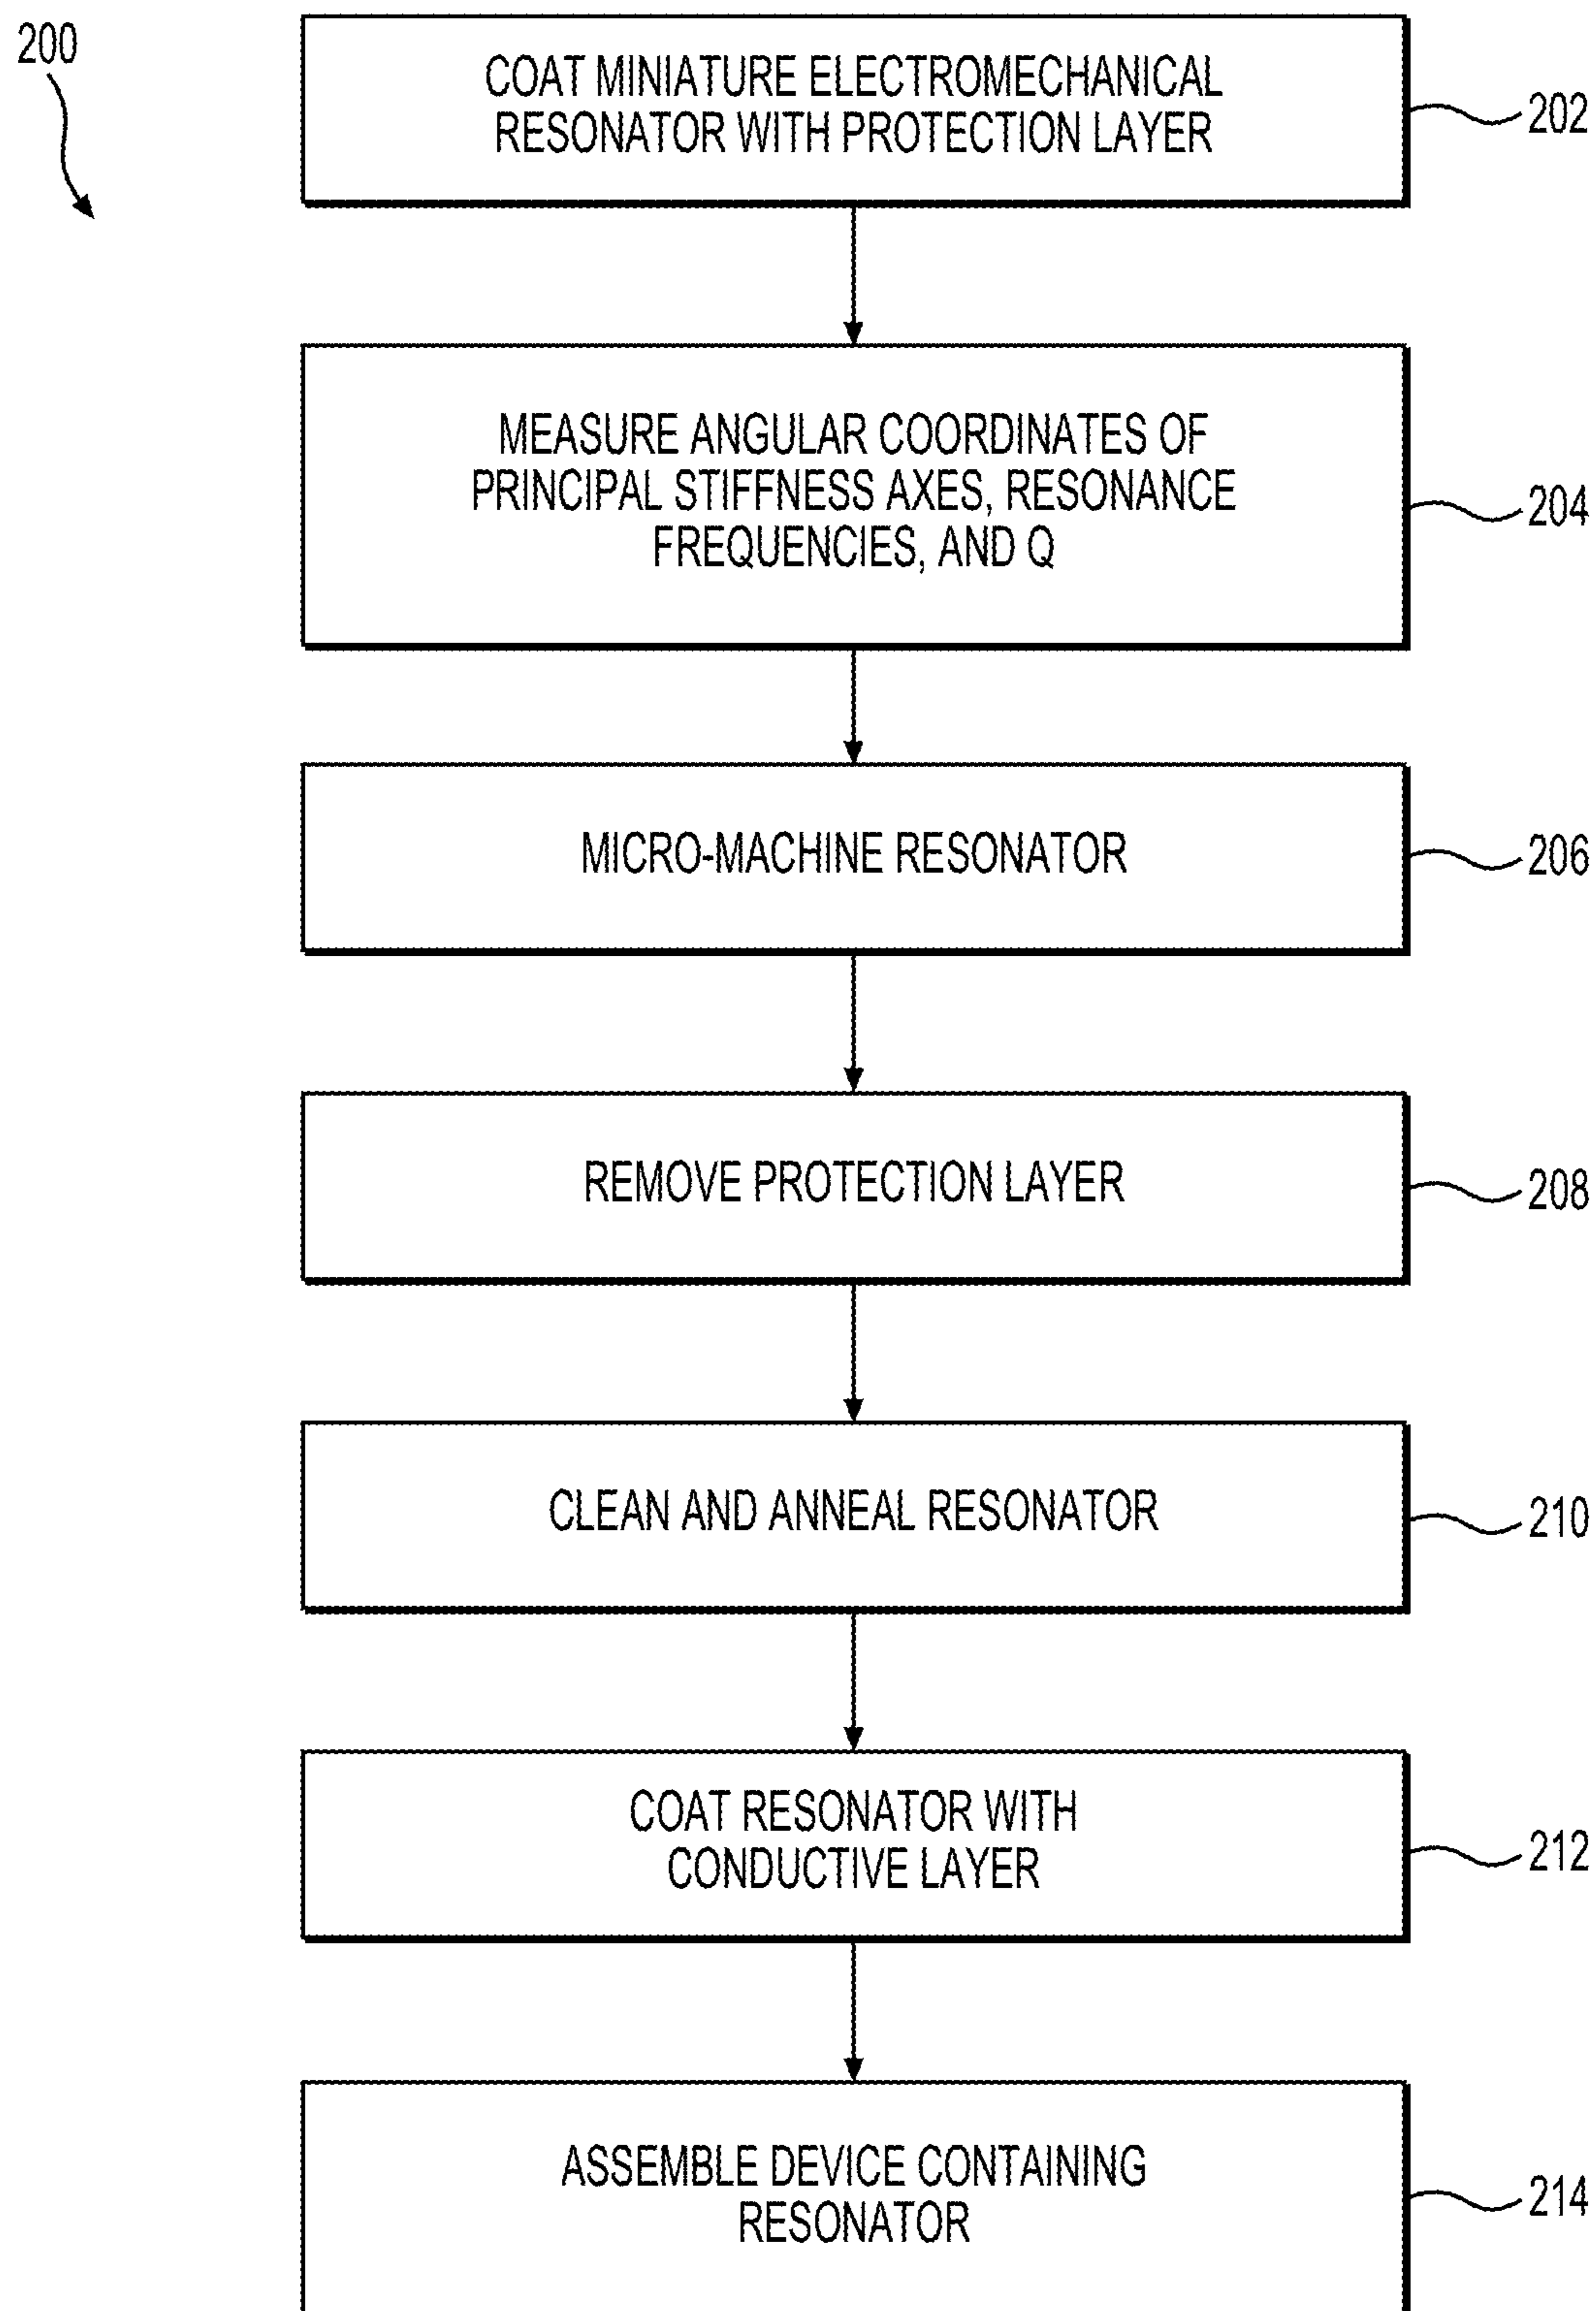 200
COAT MINIATURE ELECTROMECHANICAL
RESONATOR WITH PROTECTION LAYER
202
MEASURE ANGULAR COORDINATES OF
PRINCIPAL STIFFNESS AXES, RESONANCE
FREQUENCIES, AND Q
204
MICRO-MACHINE RESONATOR
206
REMOVE PROTECTION LAYER
208
CLEAN AND ANNEAL RESONATOR
210
COAT RESONATOR WITH
CONDUCTIVE LAYER
212
ASSEMBLE DEVICE CONTAINING
RESONATOR
214